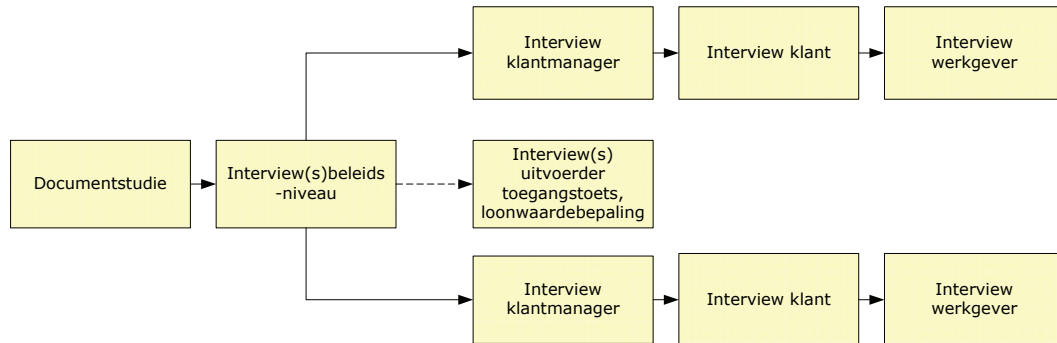 Interview
klantmanager
Interview klant
Interview
werkgever
Documentstudie
Interview(s)beleids
-niveau
Interview(s)
uitvoerder
toegangstoets,
loonwaardebepaling
Interview
klantmanager
Interview klant
Interview
werkgever